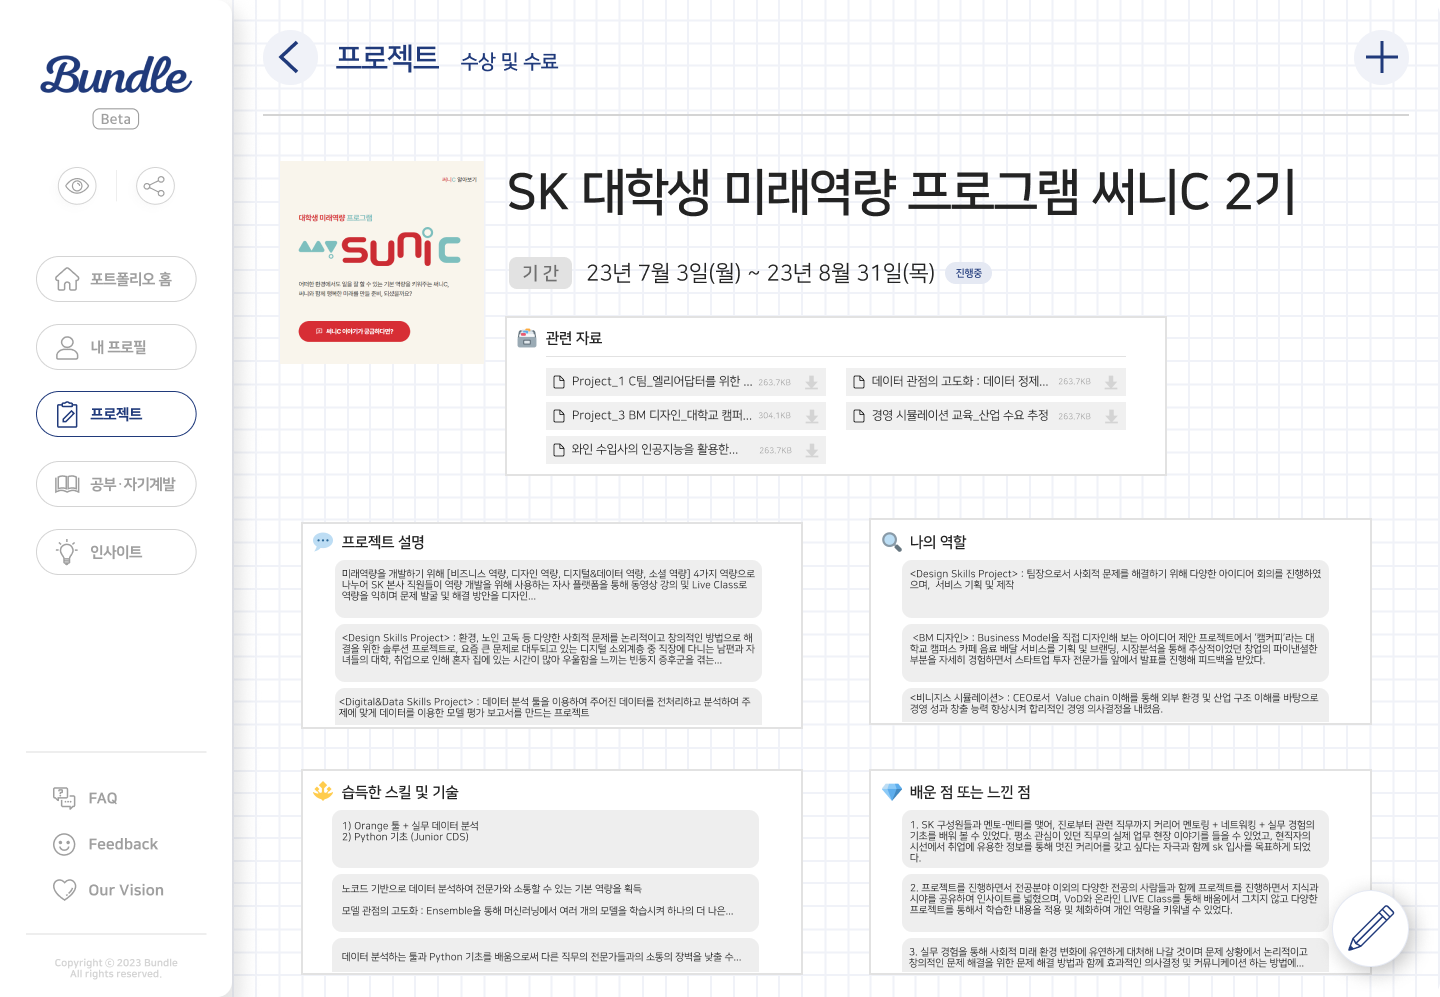 Bundle
Beta
포트폴리오 홈
내 프로필
프로젝트
공부·자기계발
인사이트
FAQ
Feedback
Our Vision
Copyright ⓒ 2023 Bundle
All rights reserved.
프로젝트 수상 및 수료
써니C 알아보기
대학생 미래역량 프로그램
sunic
어떠한 환경에서도 일을 잘 할 수 있는 기본 역량을 키워주는 써니C,
써니와 함께 행복한 미래를 만들 준비, 되셨을까요?
써니C 이야기가 궁금하다면?
SK 대학생 미래역량 프로그램 써니C 2기
기 간 23년 7월 3일(월) ~ 23년 8월 31일(목) 진행중
관련 자료
Project_1 C팀_엘리어답터를 위한 ... 263.7KB
데이터 관점의 고도화 : 데이터 정제... 263.7KB
Project_3 BM 디자인_대학교 캠퍼... 304.1KB
경영 시뮬레이션 교육_산업 수요 추정 263.7KB
와인 수입사의 인공지능을 활용한... 263.7KB
프로젝트 설명
미래역량을 개발하기 위해 [비즈니스 역량, 디자인 역량, 디지털&데이터 역량, 소셜 역량] 4가지 역량으로
나누어 SK 본사 직원들이 역량 개발을 위해 사용하는 자사 플랫폼을 통해 동영상 강의 및 Live Class로
역량을 익히며 문제 발굴 및 해결 방안을 디자인...
<Design Skills Project> : 환경, 노인 고독 등 다양한 사회적 문제를 논리적이고 창의적인 방법으로 해
결을 위한 솔루션 프로젝트로, 요즘 큰 문제로 대두되고 있는 디지털 소외계층 중 직장에 다니는 남편과 자
녀들의 대학, 취업으로 인해 혼자 집에 있는 시간이 많아 우울함을 느끼는 빈둥지 증후군을 겪는...
<Digital&Data Skills Project> : 데이터 분석 툴을 이용하여 주어진 데이터를 전처리하고 분석하여 주
제에 맞게 데이터를 이용한 모델 평가 보고서를 만드는 프로젝트
나의 역할
<Design Skills Project> : 팀장으로서 사회적 문제를 해결하기 위해 다양한 아이디어 회의를 진행하였
으며, 서비스 기획 및 제작
<BM 디자인> : Business Model을 직접 디자인해 보는 아이디어 제안 프로젝트에서 '캠커피'라는 대
학교 캠퍼스 카페 음료 배달 서비스를 기획 및 브랜딩, 시장분석을 통해 추상적이었던 창업의 파이낸셜한
부분을 자세히 경험하면서 스타트업 투자 전문가들 앞에서 발표를 진행해 피드백을 받았다.
<비니지스 시뮬레이션> : CEO로서 Value chain 이해를 통해 외부 환경 및 산업 구조 이해를 바탕으로
경영 성과 창출 능력 향상시켜 합리적인 경영 의사결정을 내렸음.
습득한 스킬 및 기술
1) Orange 툴 + 실무 데이터 분석
2) Python 기초 (Junior CDS)
노코드 기반으로 데이터 분석하여 전문가와 소통할 수 있는 기본 역량을 획득
모델 관점의 고도화 : Ensemble을 통해 머신러닝에서 여러 개의 모델을 학습시켜 하나의 더 나은...
데이터 분석하는 툴과 Python 기초를 배움으로써 다른 직무의 전문가들과의 소통의 장벽을 낮출 수...
배운 점 또는 느낀 점
1. SK 구성원들과 멘토-멘티를 맺어, 진로부터 관련 직무까지 커리어 멘토링 + 네트워킹 + 실무 경험의
기초를 배워 볼 수 있었다. 평소 관심이 있던 직무의 실제 업무 현장 이야기를 들을 수 있었고, 현직자의
시선에서 취업에 유용한 정보를 통해 멋진 커리어를 갖고 싶다는 자극과 함께 sk 입사를 목표하게 되었
다.
2. 프로젝트를 진행하면서 전공분야 이외의 다양한 전공의 사람들과 함께 프로젝트를 진행하면서 지식과
시야를 공유하여 인사이트를 넓혔으며, VoD와 온라인 LIVE Class를 통해 배움에서 그치지 않고 다양한
프로젝트를 통해서 학습한 내용을 적용 및 체화하여 개인 역량을 키워낼 수 있었다.
3. 실무 경험을 통해 사회적 미래 환경 변화에 유연하게 대처해 나갈 것이며 문제 상황에서 논리적이고
창의적인 문제 해결을 위한 문제 해결 방법과 함께 효과적인 의사결정 및 커뮤니케이션 하는 방법에...